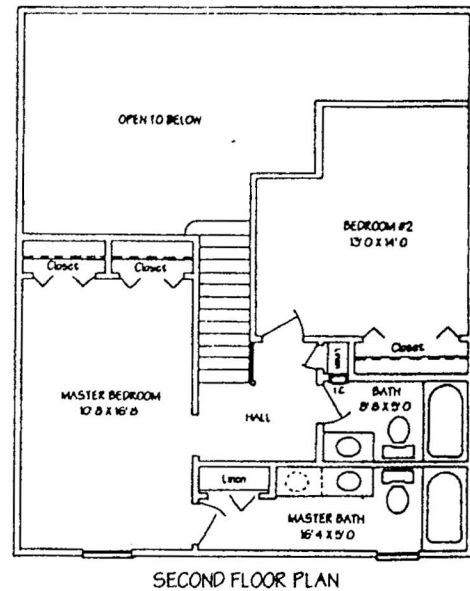 OPEN TO BELOW
BEDROOM #2
13'0 X 14'0
Closet
Closet
Closet
Linen
MASTER BEDROOM
10'8 X 16'8
BATH
8'8 X 5'0
HALL
Linen
MASTER BATH
16'4 X 5'0
SECOND FLOOR PLAN